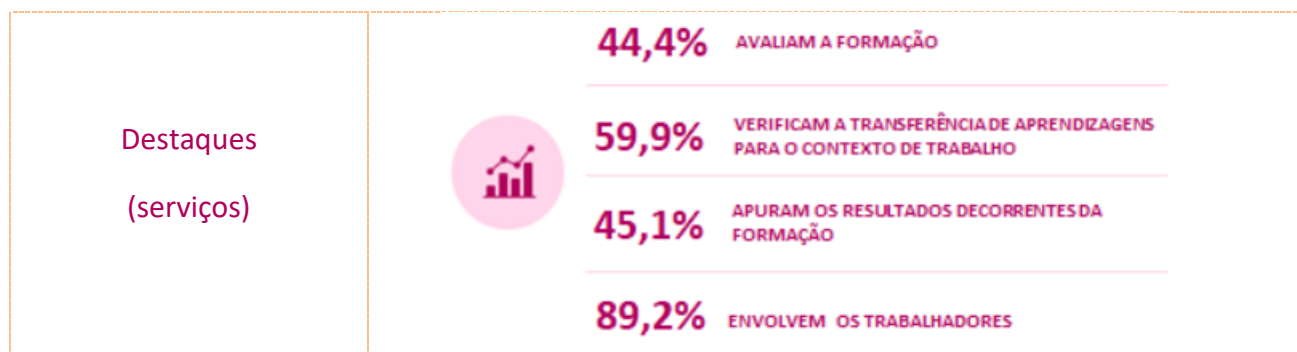 Destaques
(serviços)
44,4% AVALIAM A FORMAÇÃO
59,9% VERIFICAM A TRANSFERÊNCIA DE APRENDIZAGENS
PARA O CONTEXTO DE TRABALHO
45,1% APURAM OS RESULTADOS DECORRENTES DA
FORMAÇÃO
89,2% ENVOLVEM OS TRABALHADORES